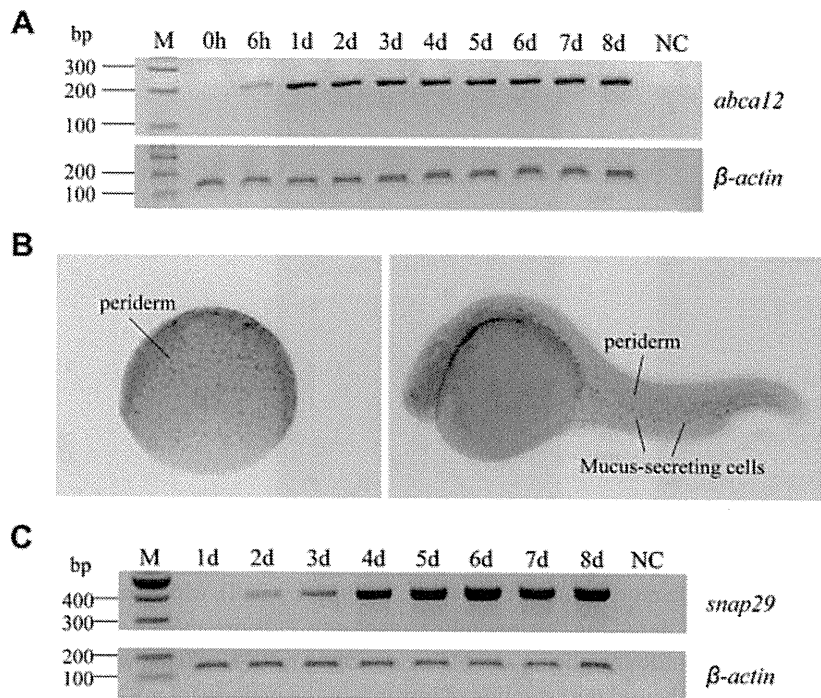 A
bp M 0h 6h 1d 2d 3d 4d 5d 6d 7d 8d NC
300
200
100
abca12
200
100
β-actin
B
periderm
periderm
Mucus-secreting cells
C
bp M 1d 2d 3d 4d 5d 6d 7d 8d NC
400
300
snap29
200
100
β-actin